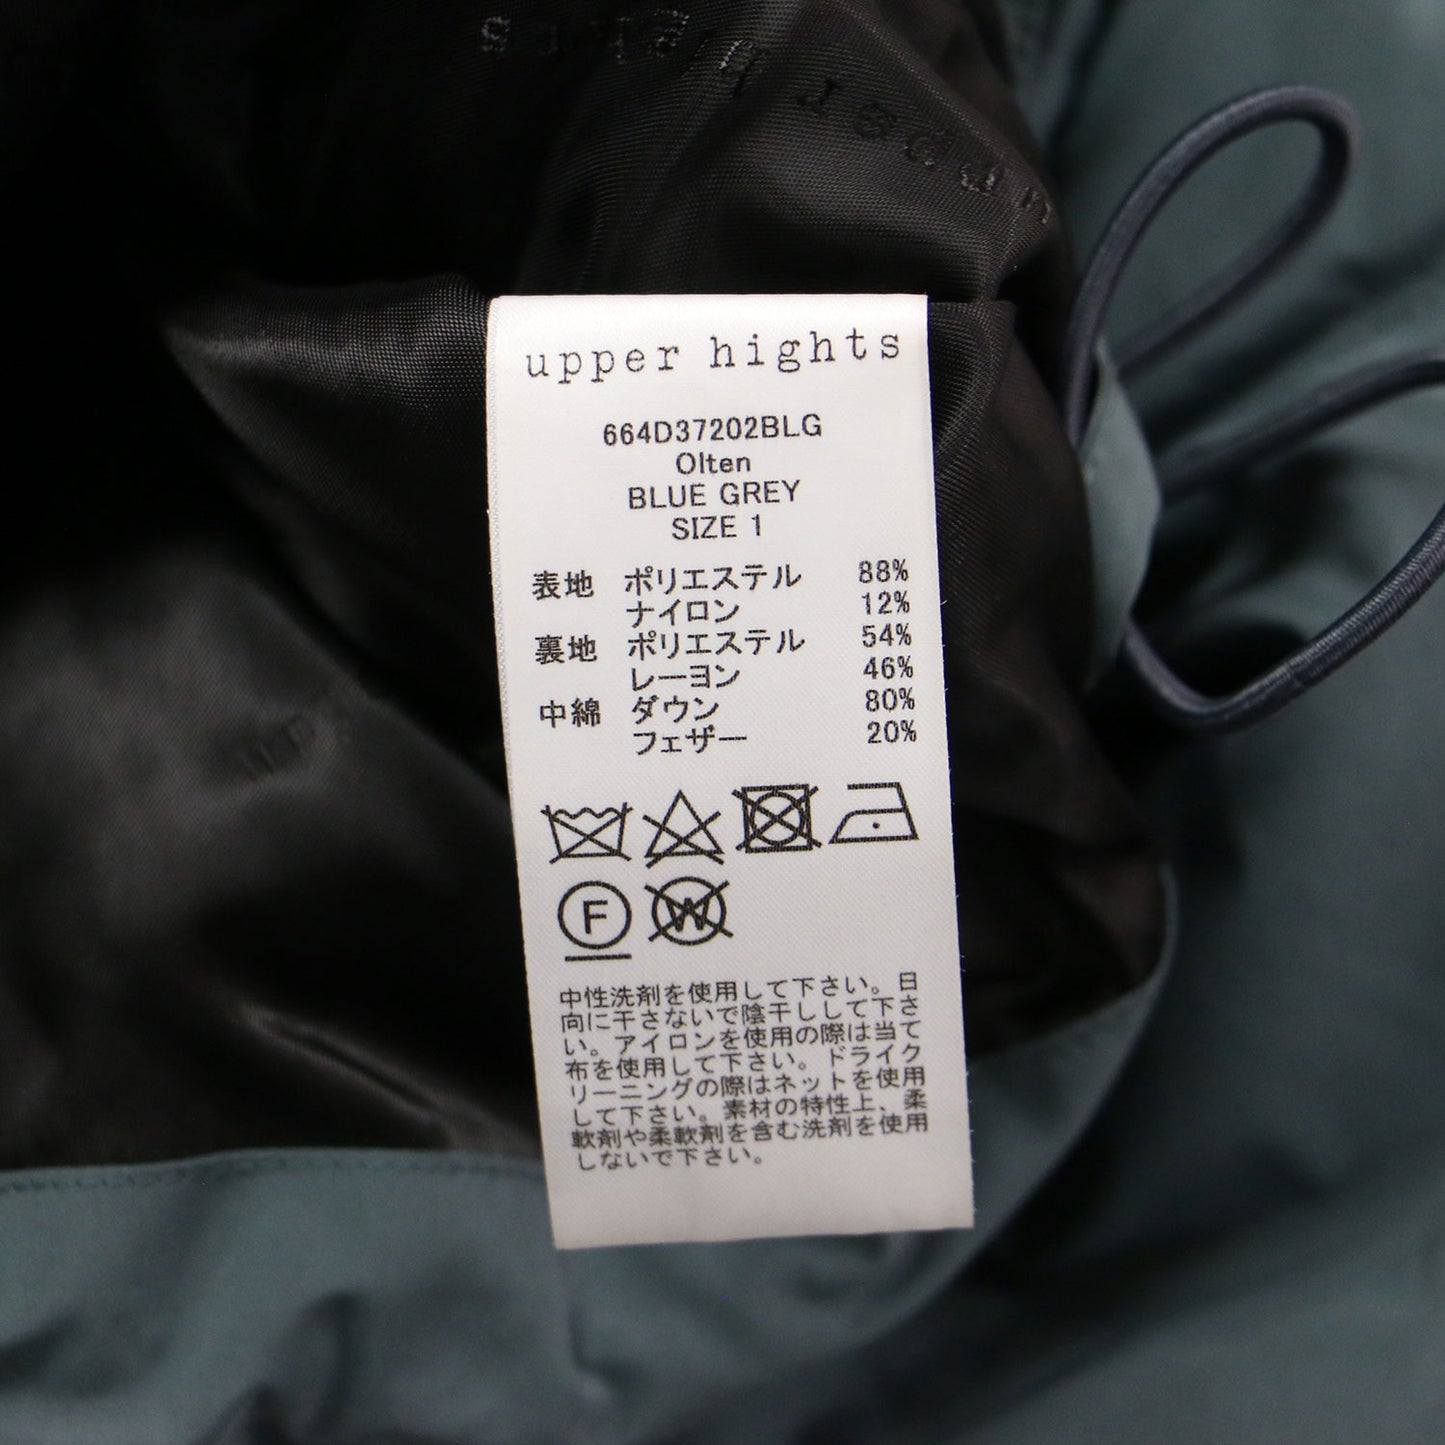 upper hights
upper hights
664D37202BLG
Olten
BLUE GREY
SIZE 1
表地 ポリエステル 88%
ナイロン 12%
裏地 ポリエステル 54%
レーヨン 46%
中綿 ダウン 80%
フェザー 20%
F W
中性洗剤を使用して下さい。日
向に干さないで陰干しして下さ
い。アイロンを使用の際は当て
布を使用して下さい。ドライク
リーニングの際はネットを使用
して下さい。素材の特性上、柔
軟剤や柔軟剤を含む洗剤を使用
しないで下さい。